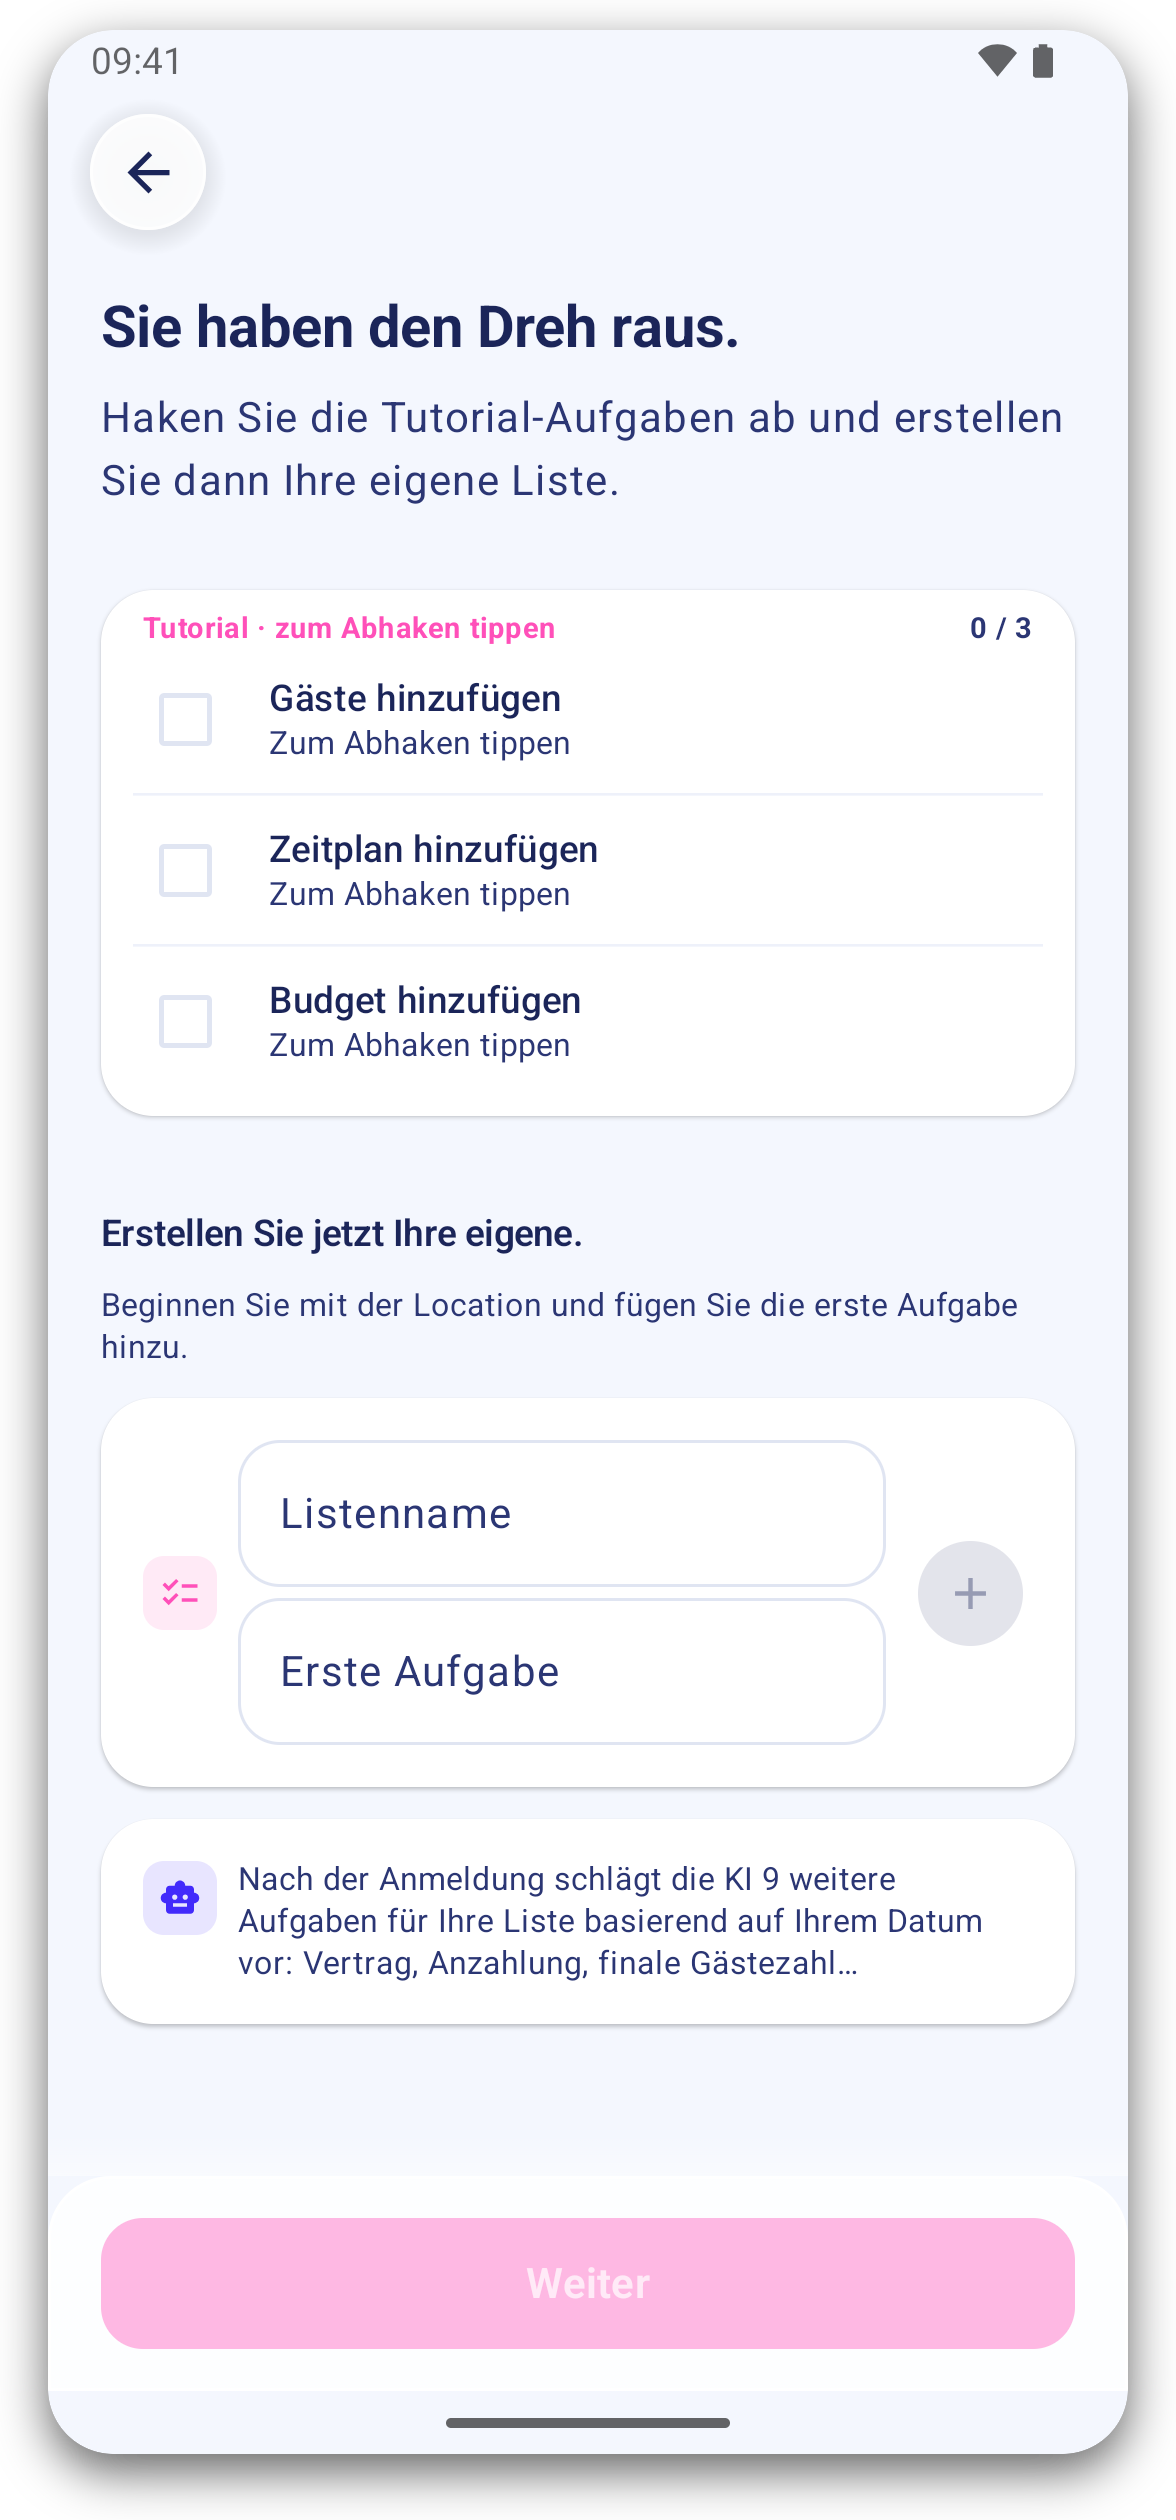 09:41
Sie haben den Dreh raus.
Haken Sie die Tutorial-Aufgaben ab und erstellen
Sie dann Ihre eigene Liste.
Tutorial · zum Abhaken tippen
0 / 3
Gäste hinzufügen
Zum Abhaken tippen
Zeitplan hinzufügen
Zum Abhaken tippen
Budget hinzufügen
Zum Abhaken tippen
Erstellen Sie jetzt Ihre eigene.
Beginnen Sie mit der Location und fügen Sie die erste Aufgabe
hinzu.
Listenname
Erste Aufgabe
Nach der Anmeldung schlägt die KI 9 weitere
Aufgaben für Ihre Liste basierend auf Ihrem Datum
vor: Vertrag, Anzahlung, finale Gästezahl…
Weiter